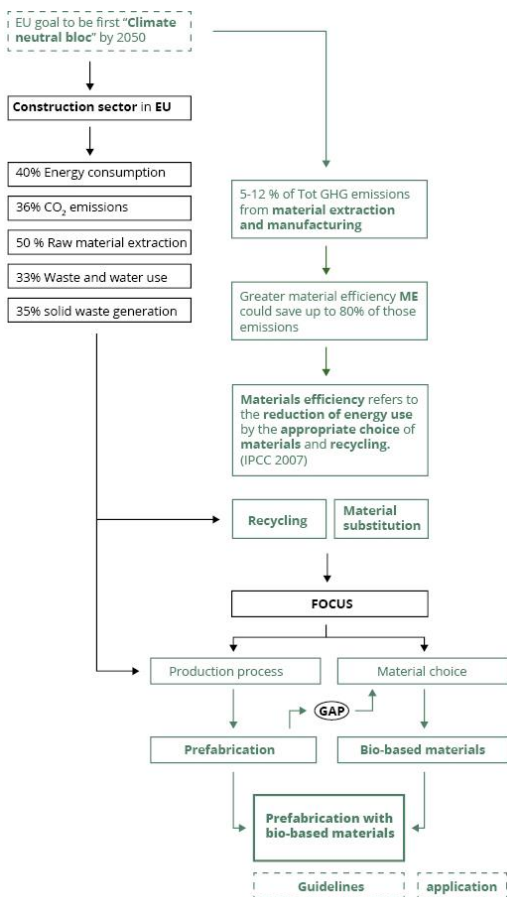 EU goal to be first “Climate
neutral bloc” by 2050
Construction sector in EU
40% Energy consumption
36% CO₂ emissions
50 % Raw material extraction
33% Waste and water use
35% solid waste generation
5-12 % of Tot GHG emissions
from material extraction
and manufacturing
Greater material efficiency ME
could save up to 80% of those
emissions
Materials efficiency refers to
the reduction of energy use
by the appropriate choice of
materials and recycling.
(IPCC 2007)
Recycling
Material
substitution
FOCUS
Production process
Material choice
GAP
Prefabrication
Bio-based materials
Prefabrication with
bio-based materials
Guidelines
application